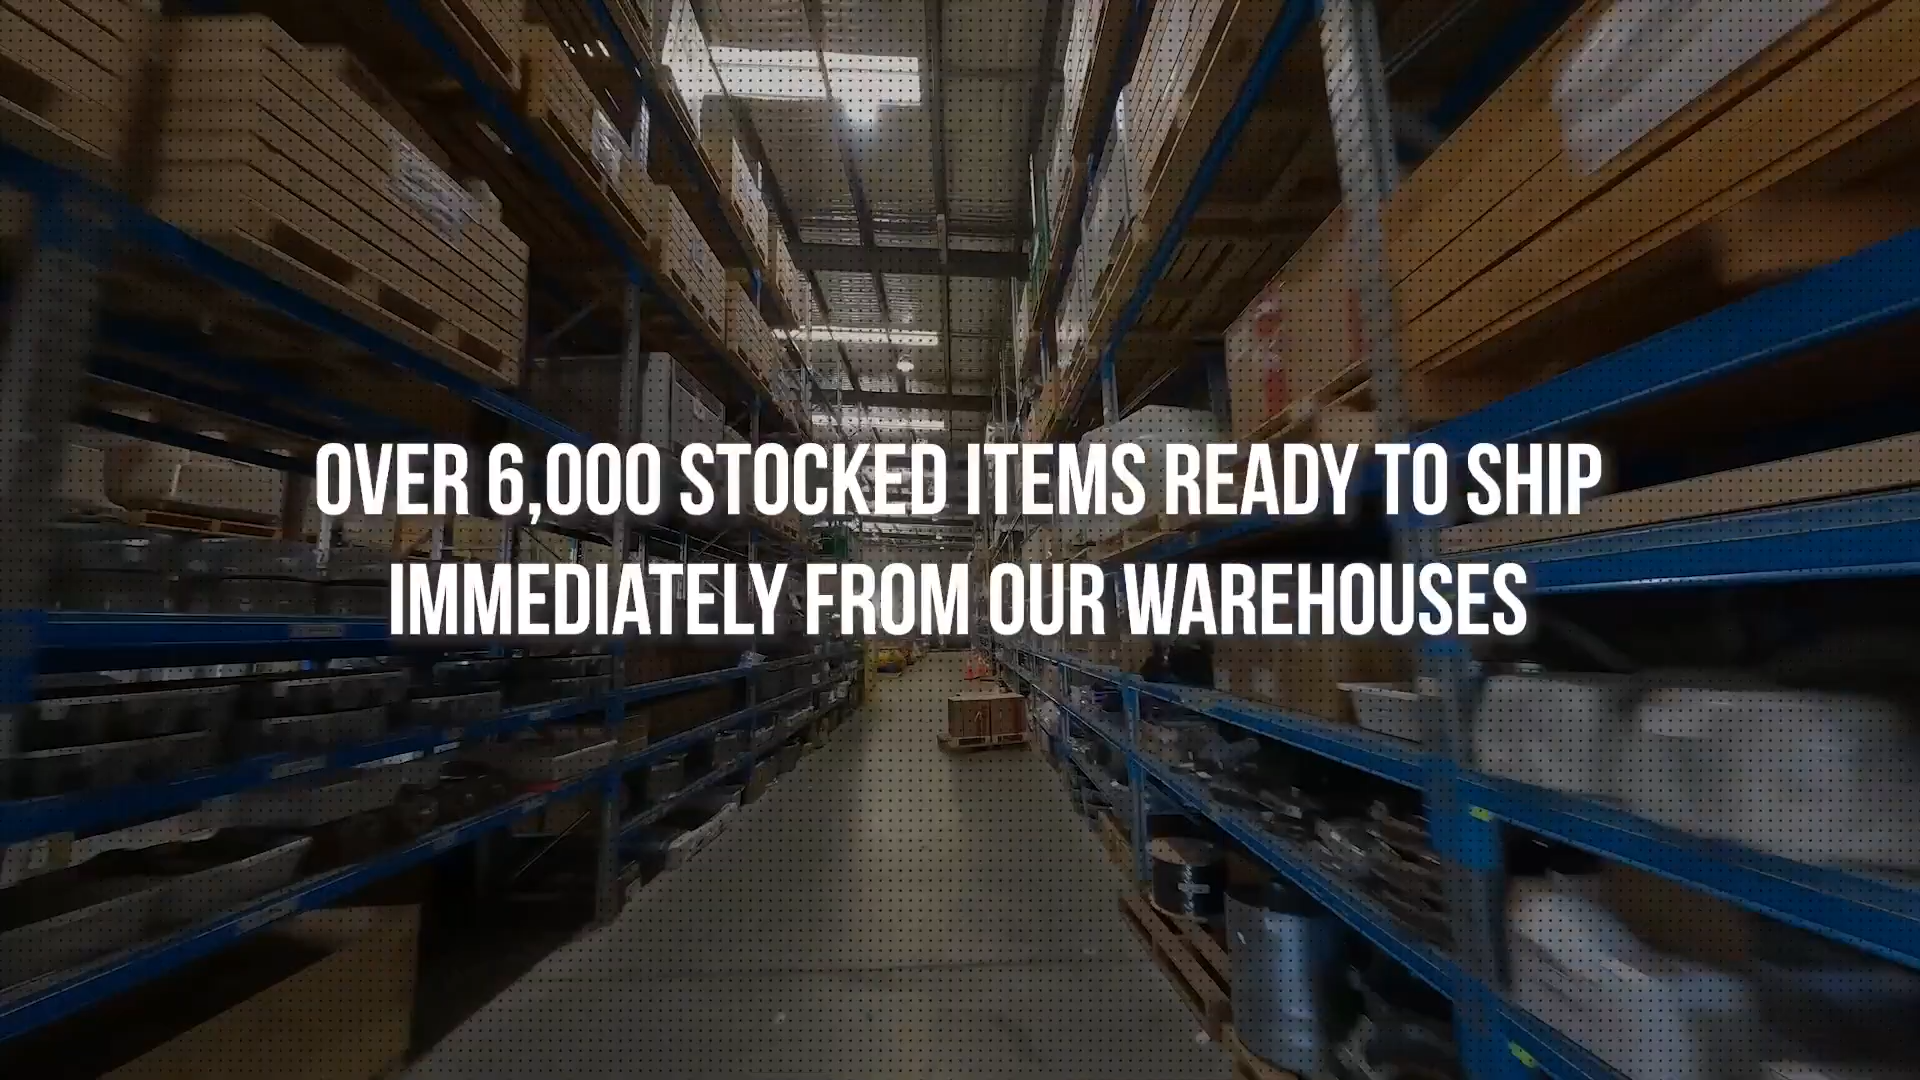 OVER 6,000 STOCKED ITEMS READY TO SHIP
IMMEDIATELY FROM OUR WAREHOUSES